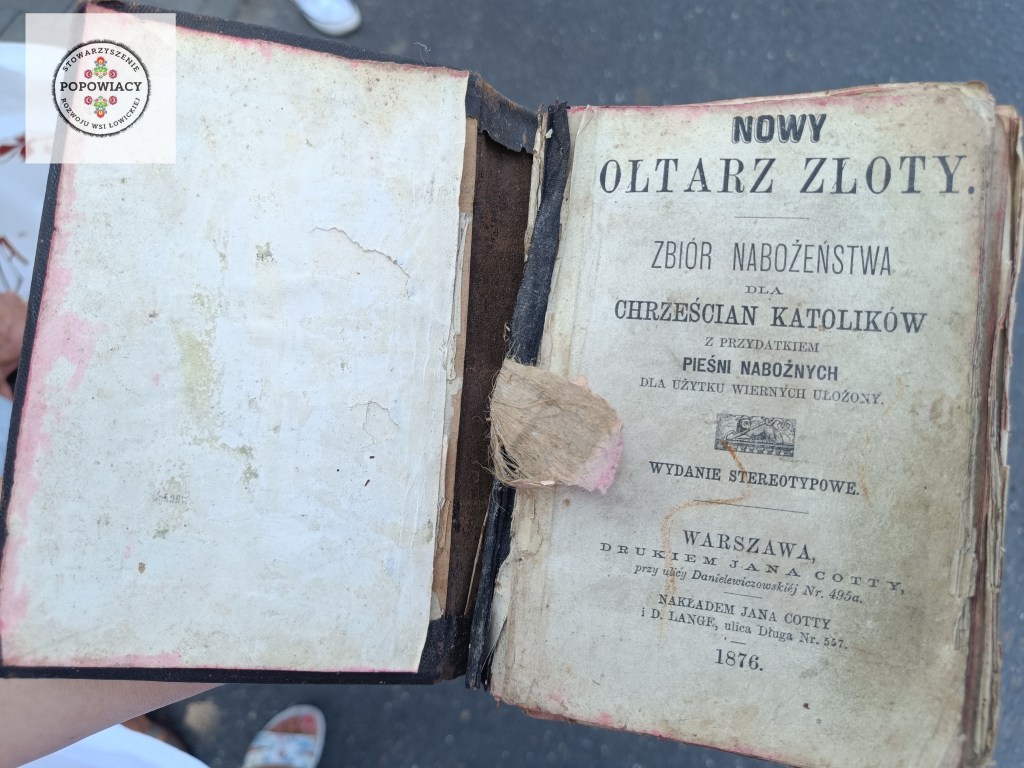 STOWARZYSZENIE
POPOWIACY
ROZWOJU WSI ŁOWICKIEJ
NOWY
OŁTARZ ZŁOTY.
ZBIÓR NABOŻEŃSTWA
DLA
CHRZEŚCIAN KATOLIKÓW
Z PRZYDATKIEM
PIEŚNI NABOŻNYCH
DLA UŻYTKU WIERNYCH UŁOŻONY.
WYDANIE STEREOTYPOWE.
WARSZAWA,
DRUKIEM JANA COTTY,
przy ulicy Danielewiczowskiéj Nr. 495a.
NAKŁADEM JANA COTTY
i D. LANGE, ulica Długa Nr. 557.
1876.